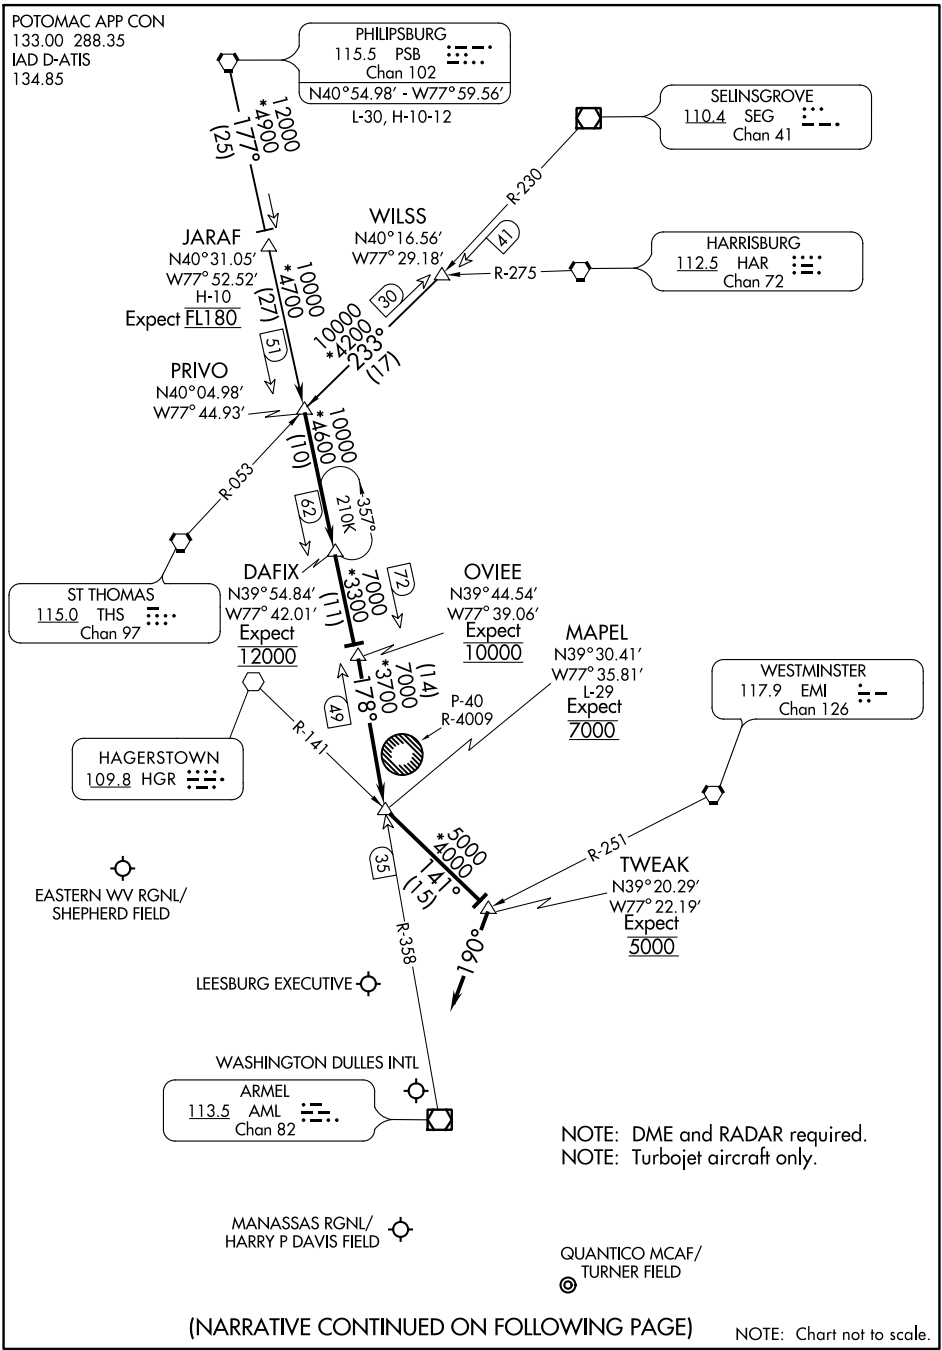 POTOMAC APP CON
133.00 288.35
IAD D-ATIS
134.85
PHILIPSBURG
115.5 PSB
Chan 102
N40°54.98' - W77°59.56'
L-30, H-10-12
SELINSGROVE
110.4 SEG
Chan 41
12000
*4900
177°
(25)
R-230
WILSS
N40°16.56'
W77°29.18'
41
HARRISBURG
112.5 HAR
Chan 72
R-275
JARAF
N40°31.05'
W77°52.52'
H-10
Expect FL180
10000
*4700
(27)
51
30
10000
*4200
233°
(17)
PRIVO
N40°04.98'
W77°44.93'
10000
*4600
(10)
R-053
62
357°
210K
ST THOMAS
115.0 THS
Chan 97
DAFIX
N39°54.84'
W77°42.01'
Expect
12000
7000
*3300
(11)
72
OVIEE
N39°44.54'
W77°39.06'
Expect
10000
MAPEL
N39°30.41'
W77°35.81'
L-29
Expect
7000
(14)
7000
*3700
178°
49
P-40
R-4009
WESTMINSTER
117.9 EMI
Chan 126
R-141
HAGERSTOWN
109.8 HGR
R-251
5000
*4000
141°
(15)
35
TWEAK
N39°20.29'
W77°22.19'
Expect
5000
EASTERN WV RGNL/
SHEPHERD FIELD
R-358
190°
LEESBURG EXECUTIVE
WASHINGTON DULLES INTL
ARMEL
113.5 AML
Chan 82
NOTE: DME and RADAR required.
NOTE: Turbojet aircraft only.
MANASSAS RGNL/
HARRY P DAVIS FIELD
QUANTICO MCAF/
TURNER FIELD
(NARRATIVE CONTINUED ON FOLLOWING PAGE)
NOTE: Chart not to scale.